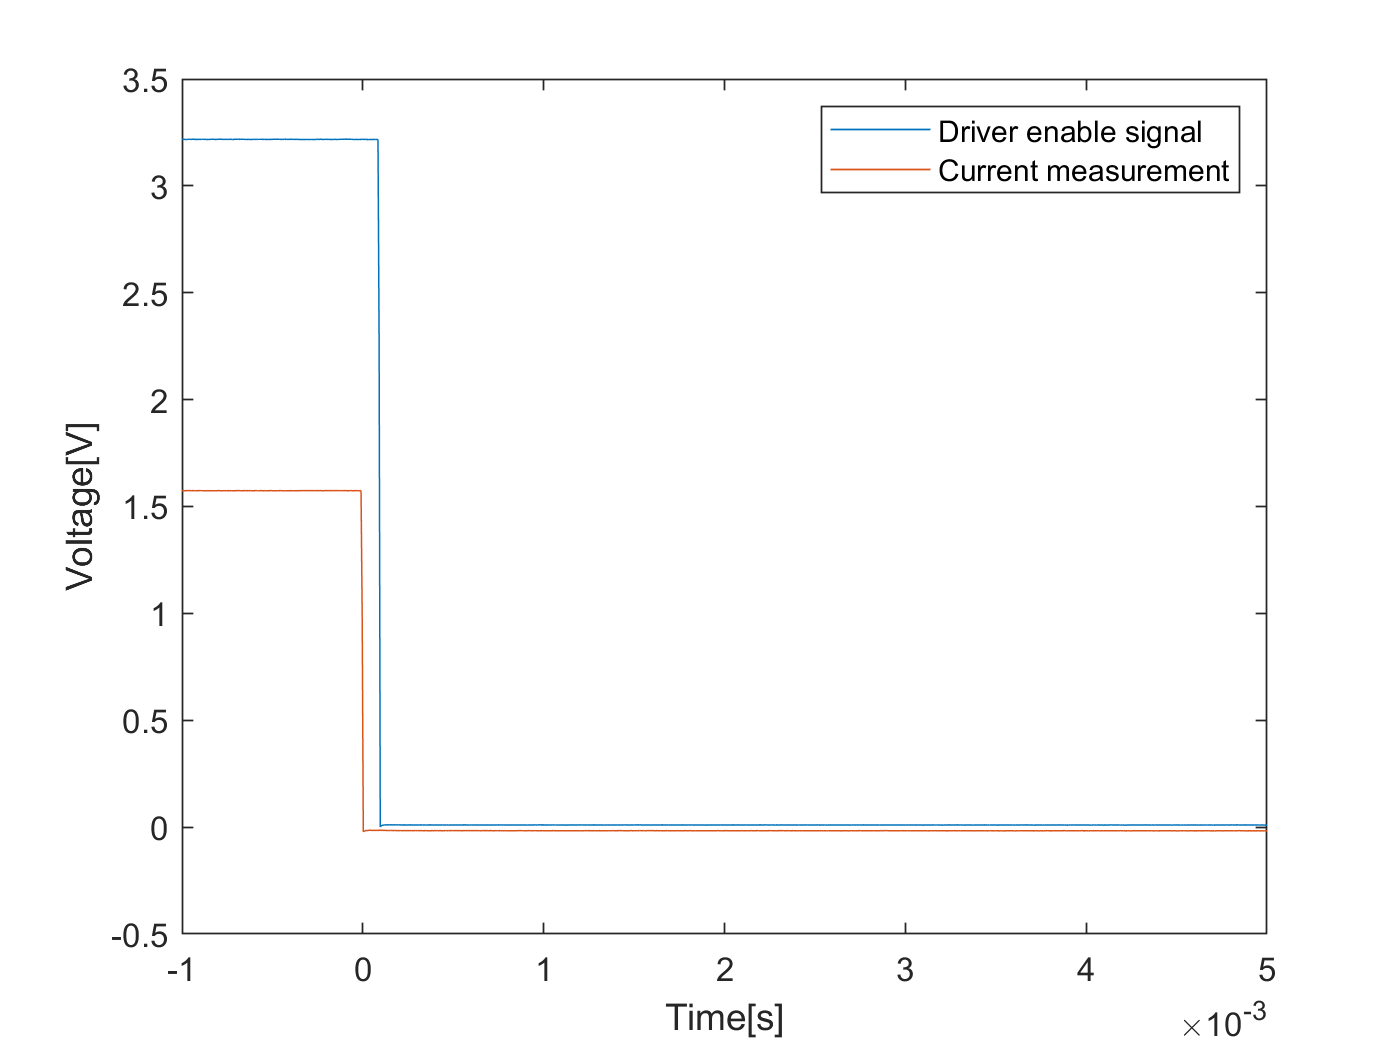 3.5
3
2.5
2
1.5
1
0.5
0
-0.5
Voltage[V]
Driver enable signal
Current measurement
-1 0 1 2 3 4 5
Time[s]
×10-3